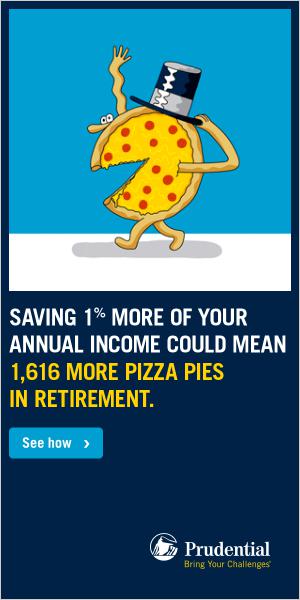 SAVING 1% MORE OF YOUR
ANNUAL INCOME COULD MEAN
1,616 MORE PIZZA PIES
IN RETIREMENT.
See how ›
Prudential
Bring Your Challenges®